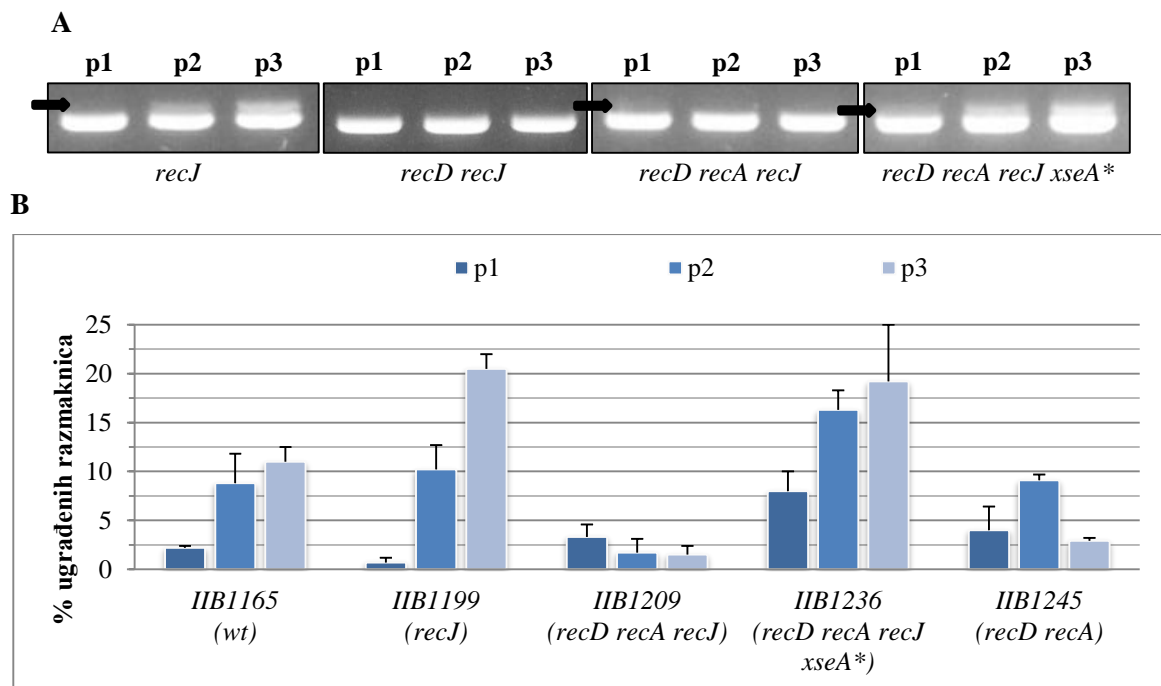 A
p1 p2 p3 p1 p2 p3 p1 p2 p3 p1 p2 p3
recJ recD recJ recD recA recJ recD recA recJ xseA*
B
p1 p2 p3
% ugrađenih razmaknica
25
20
15
10
5
0
IIB1165 IIB1199 IIB1209 IIB1236 IIB1245
(wt) (recJ) (recD recA recJ) (recD recA recJ (recD recA)
xseA*)